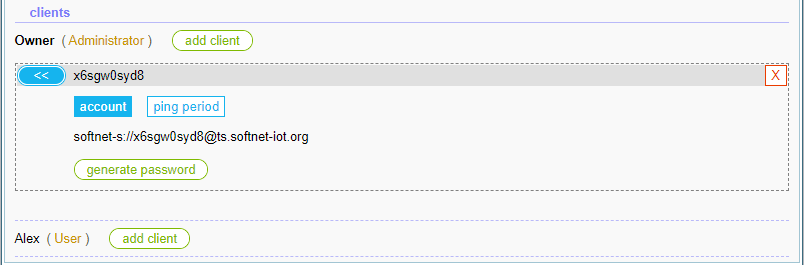 clients
Owner ( Administrator ) add client
<< x6sgw0syd8 X
account ping period
softnet-s://x6sgw0syd8@ts.softnet-iot.org
generate password
Alex ( User ) add client